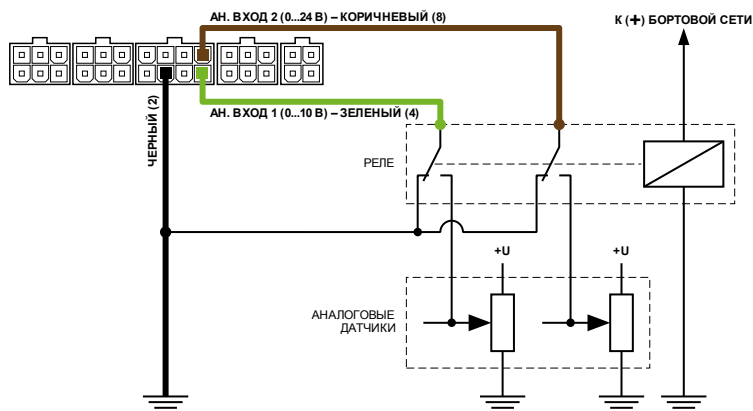 АН. ВХОД 2 (0...24 В) – КОРИЧНЕВЫЙ (8)
К (+) БОРТОВОЙ СЕТИ
АН. ВХОД 1 (0...10 В) – ЗЕЛЕНЫЙ (4)
ЧЕРНЫЙ (2)
РЕЛЕ
+U
+U
АНАЛОГОВЫЕ
ДАТЧИКИ